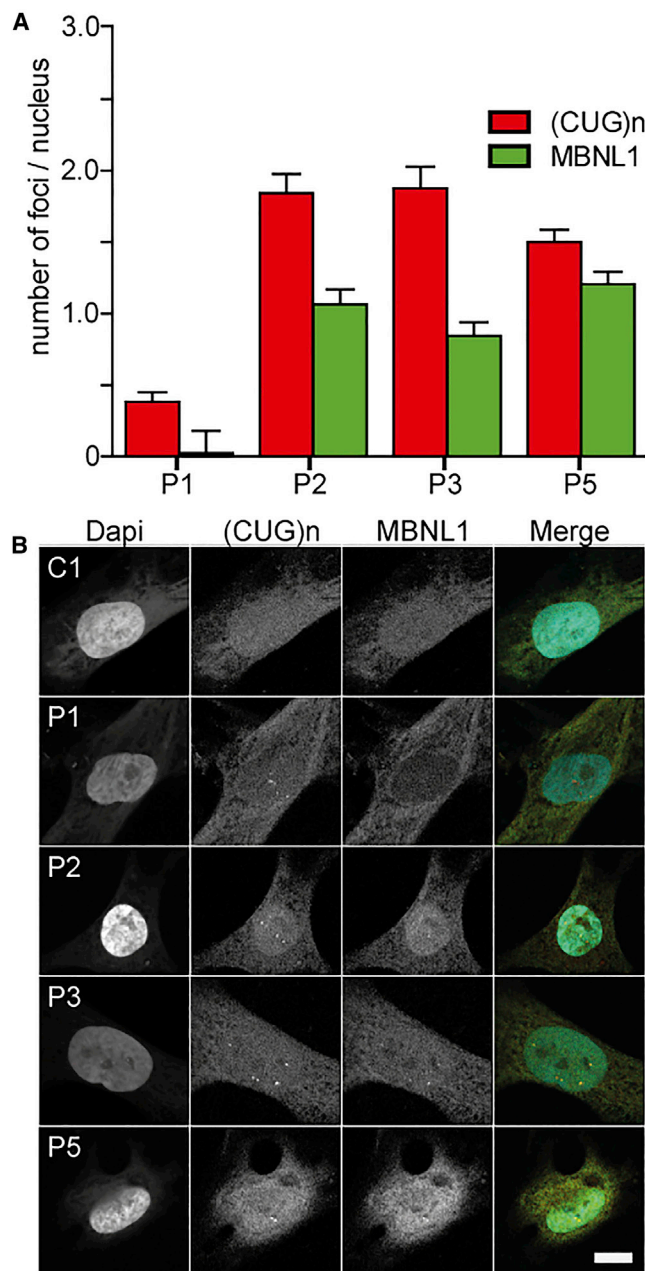 A
number of foci / nucleus
3.0
2.0
1.0
0
(CUG)n
MBNL1
P1 P2 P3 P5
B
Dapi (CUG)n MBNL1 Merge
C1
P1
P2
P3
P5